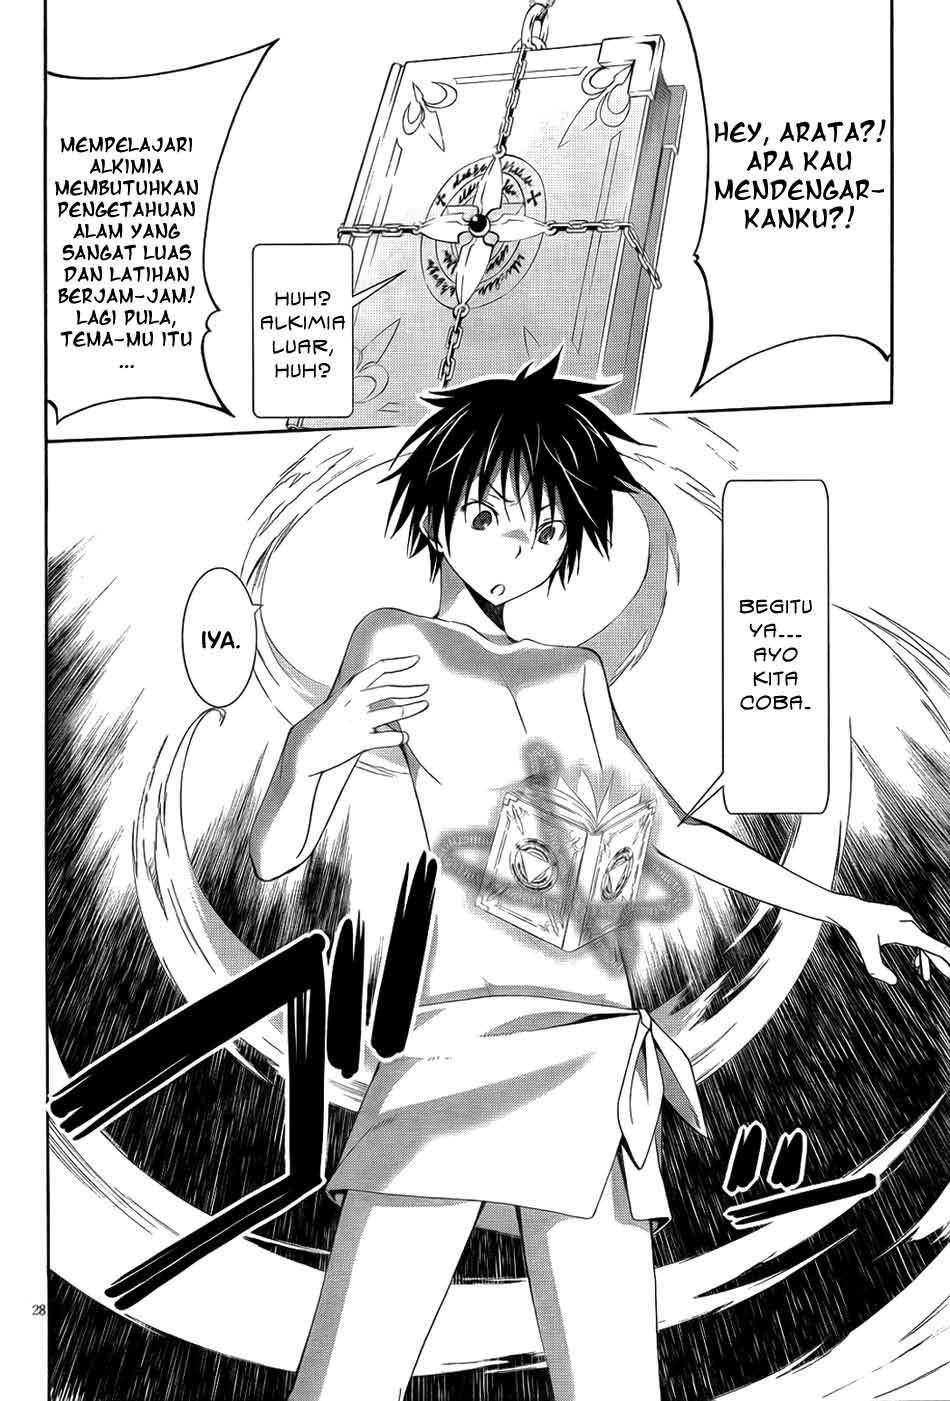 HEY, ARATA?!
APA KAU
MENDENGAR-
KANKU?!
HUH?
ALKIMIA
LUAR,
HUH?
MEMPELAJARI
ALKIMIA
MEMBUTUHKAN
PENGETAHUAN
ALAM YANG
SANGAT LUAS
DAN LATIHAN
BERJAM-JAM!
LAGI PULA,
TEMA-MU ITU
...
BEGITU
YA...
AYO
KITA
COBA.
IYA.
28